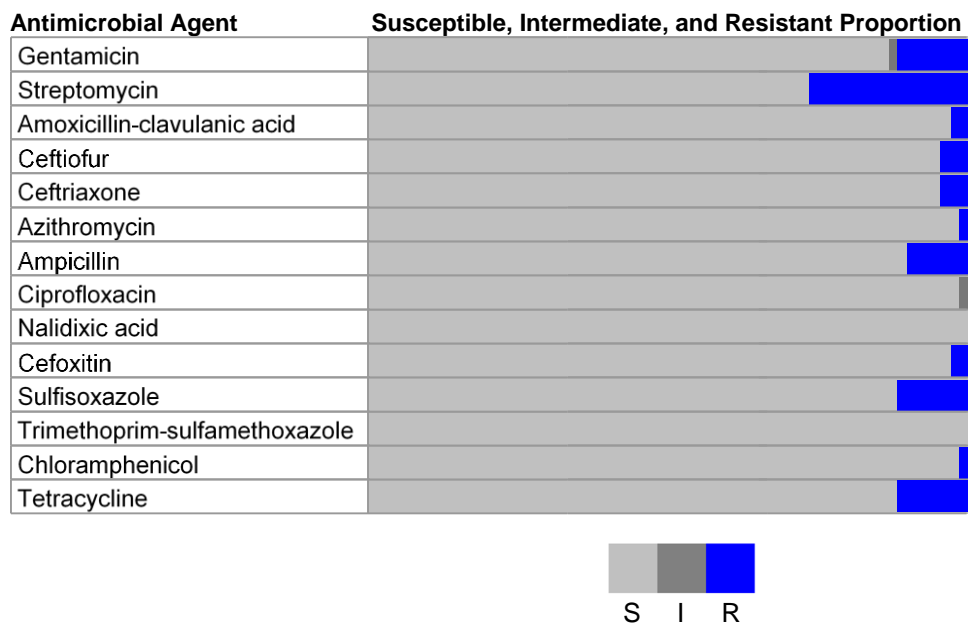 Antimicrobial Agent Susceptible, Intermediate, and Resistant Proportion
Gentamicin
Streptomycin
Amoxicillin-clavulanic acid
Ceftiofur
Ceftriaxone
Azithromycin
Ampicillin
Ciprofloxacin
Nalidixic acid
Cefoxitin
Sulfisoxazole
Trimethoprim-sulfamethoxazole
Chloramphenicol
Tetracycline
S I R